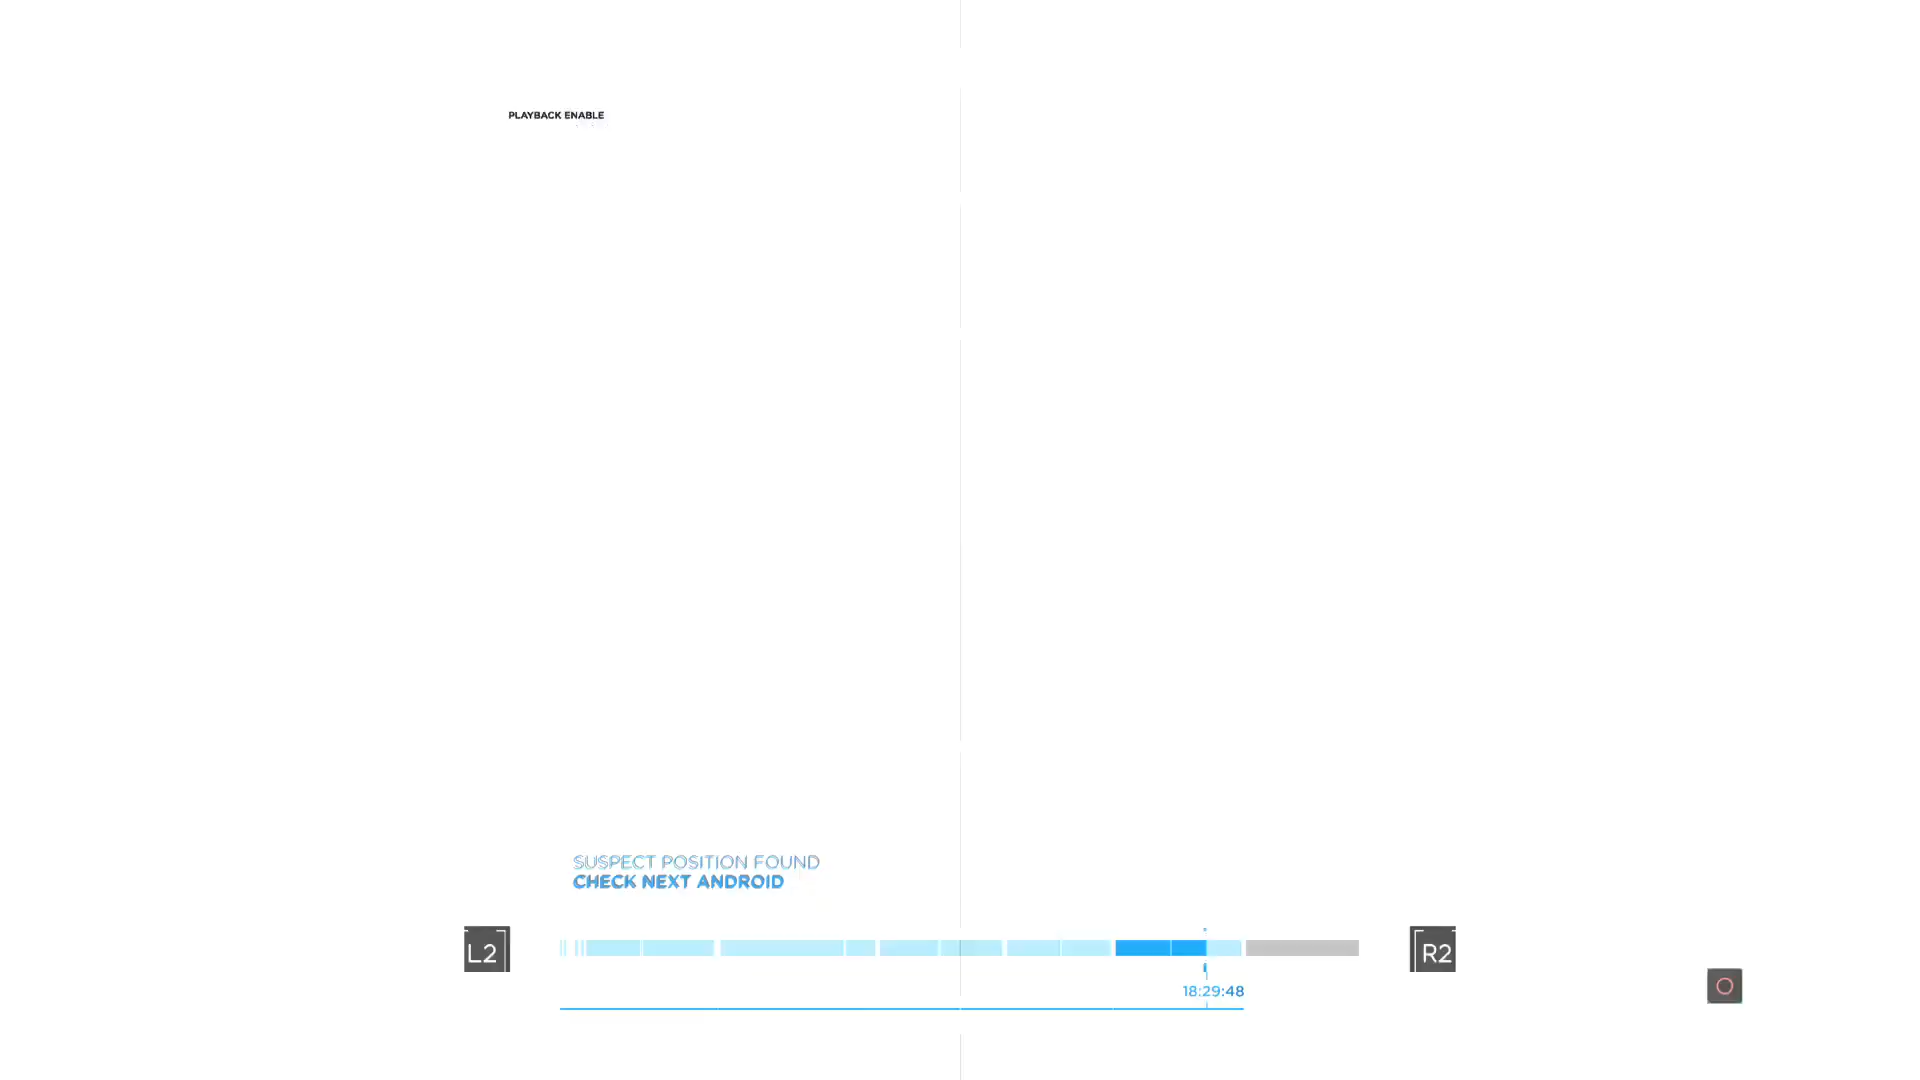 PLAYBACK ENABLE
SUSPECT POSITION FOUND
CHECK NEXT ANDROID
L2
R2
18:29:48